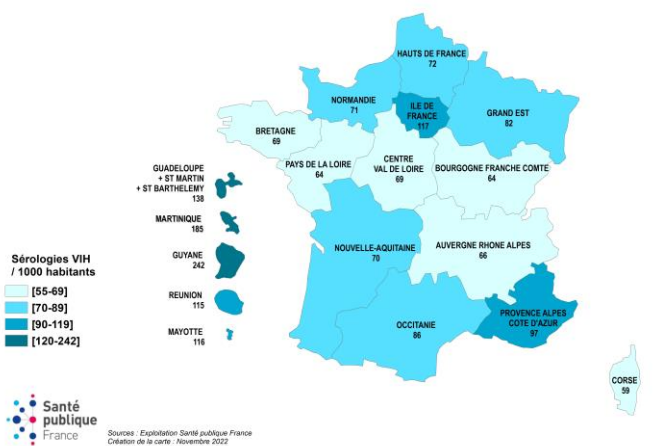 HAUTS DE FRANCE
72
NORMANDIE
71
ILE DE
FRANCE
117
GRAND EST
82
BRETAGNE
69
PAYS DE LA LOIRE
64
CENTRE
VAL DE LOIRE
69
BOURGOGNE FRANCHE COMTE
64
GUADELOUPE
+ ST MARTIN
+ ST BARTHELEMY
138
MARTINIQUE
185
GUYANE
242
REUNION
115
MAYOTTE
116
NOUVELLE-AQUITAINE
70
AUVERGNE RHONE ALPES
66
OCCITANIE
86
PROVENCE ALPES
COTE D'AZUR
97
CORSE
59
Sérologies VIH
/ 1000 habitants
[55-69]
[70-89]
[90-119]
[120-242]
Santé
publique
France
Sources : Exploitation Santé publique France
Création de la carte : Novembre 2022